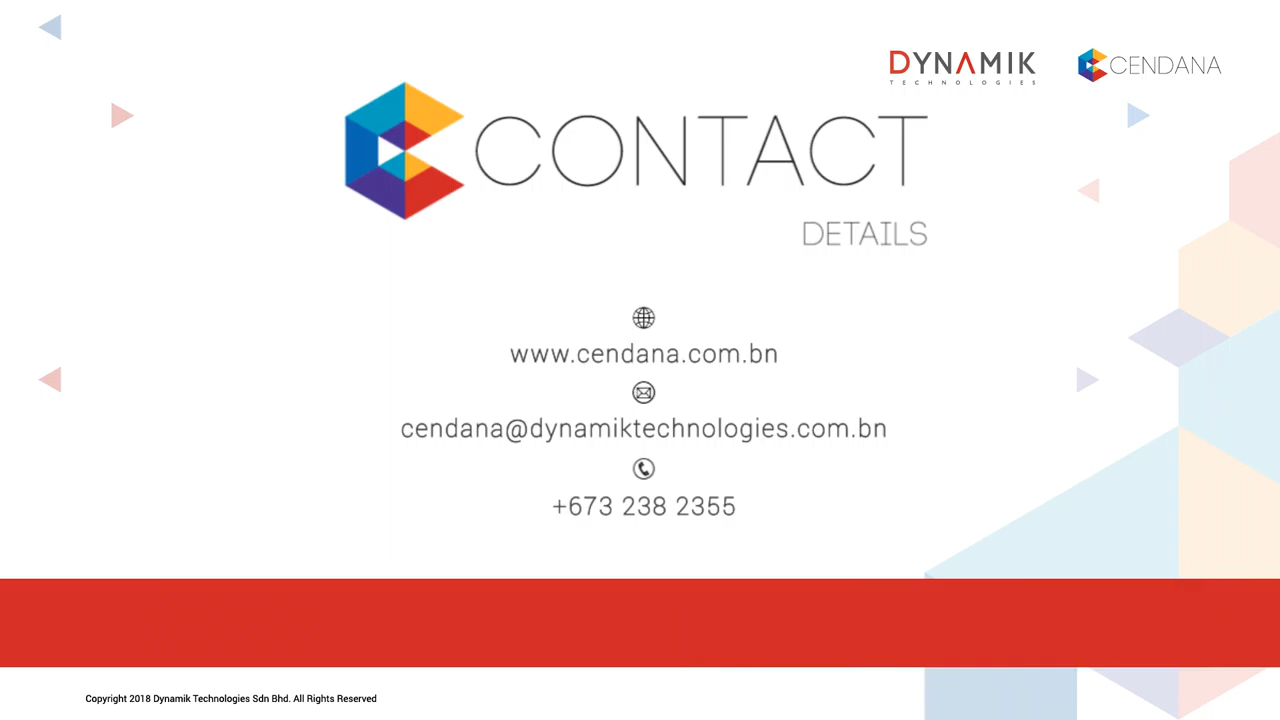 DYNAMIK
TECHNOLOGIES
CENDANA
CONTACT
DETAILS
www.cendana.com.bn
cendana@dynamiktechnologies.com.bn
+673 238 2355
Copyright 2018 Dynamik Technologies Sdn Bhd. All Rights Reserved